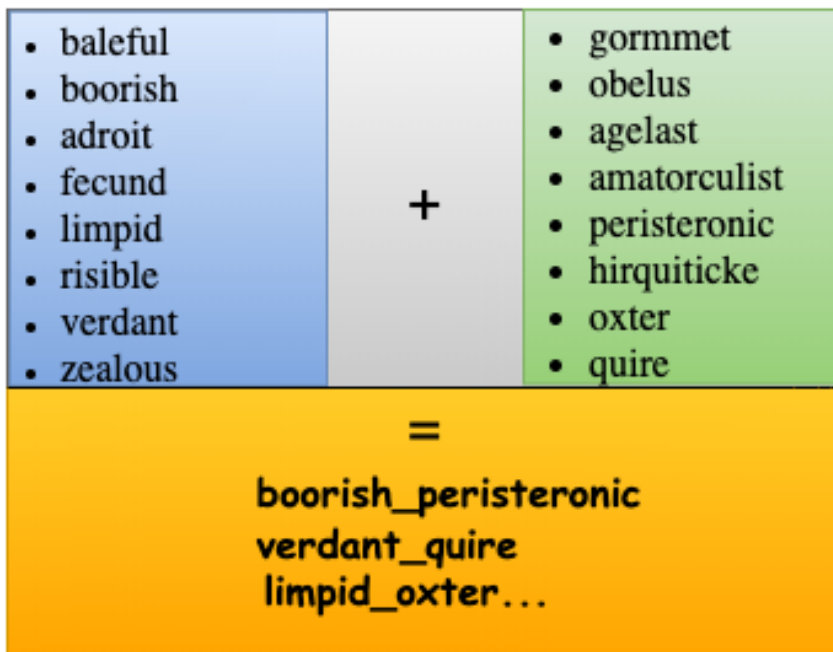 • baleful
• boorish
• adroit
• fecund
• limpid
• risible
• verdant
• zealous
+
• gormmet
• obelus
• agelast
• amatorculist
• peristeronic
• hirquiticke
• oxter
• quire
=
boorish_peristeronic
verdant_quire
limpid_oxter...